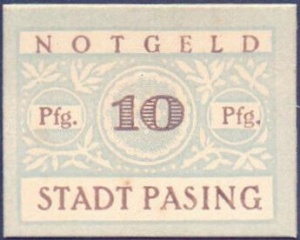 NOTGELD
Pfg. 10 Pfg.
STADT PASING